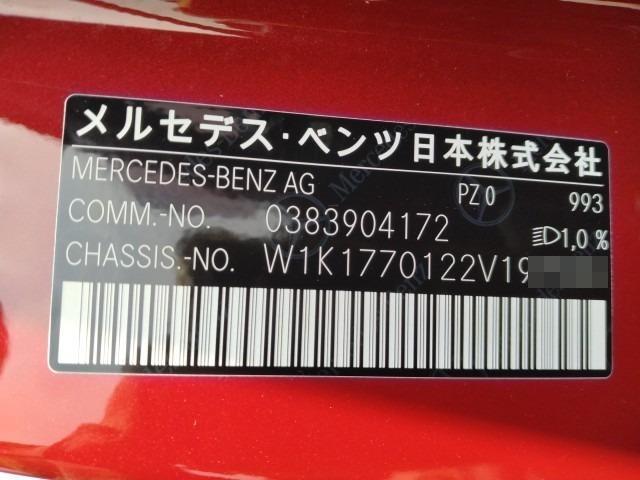 メルセデス・ベンツ日本株式会社
MERCEDES-BENZ AG PZ 0 993
COMM.-NO. 0383904172 1,0 %
CHASSIS.-NO. W1K1770122V19